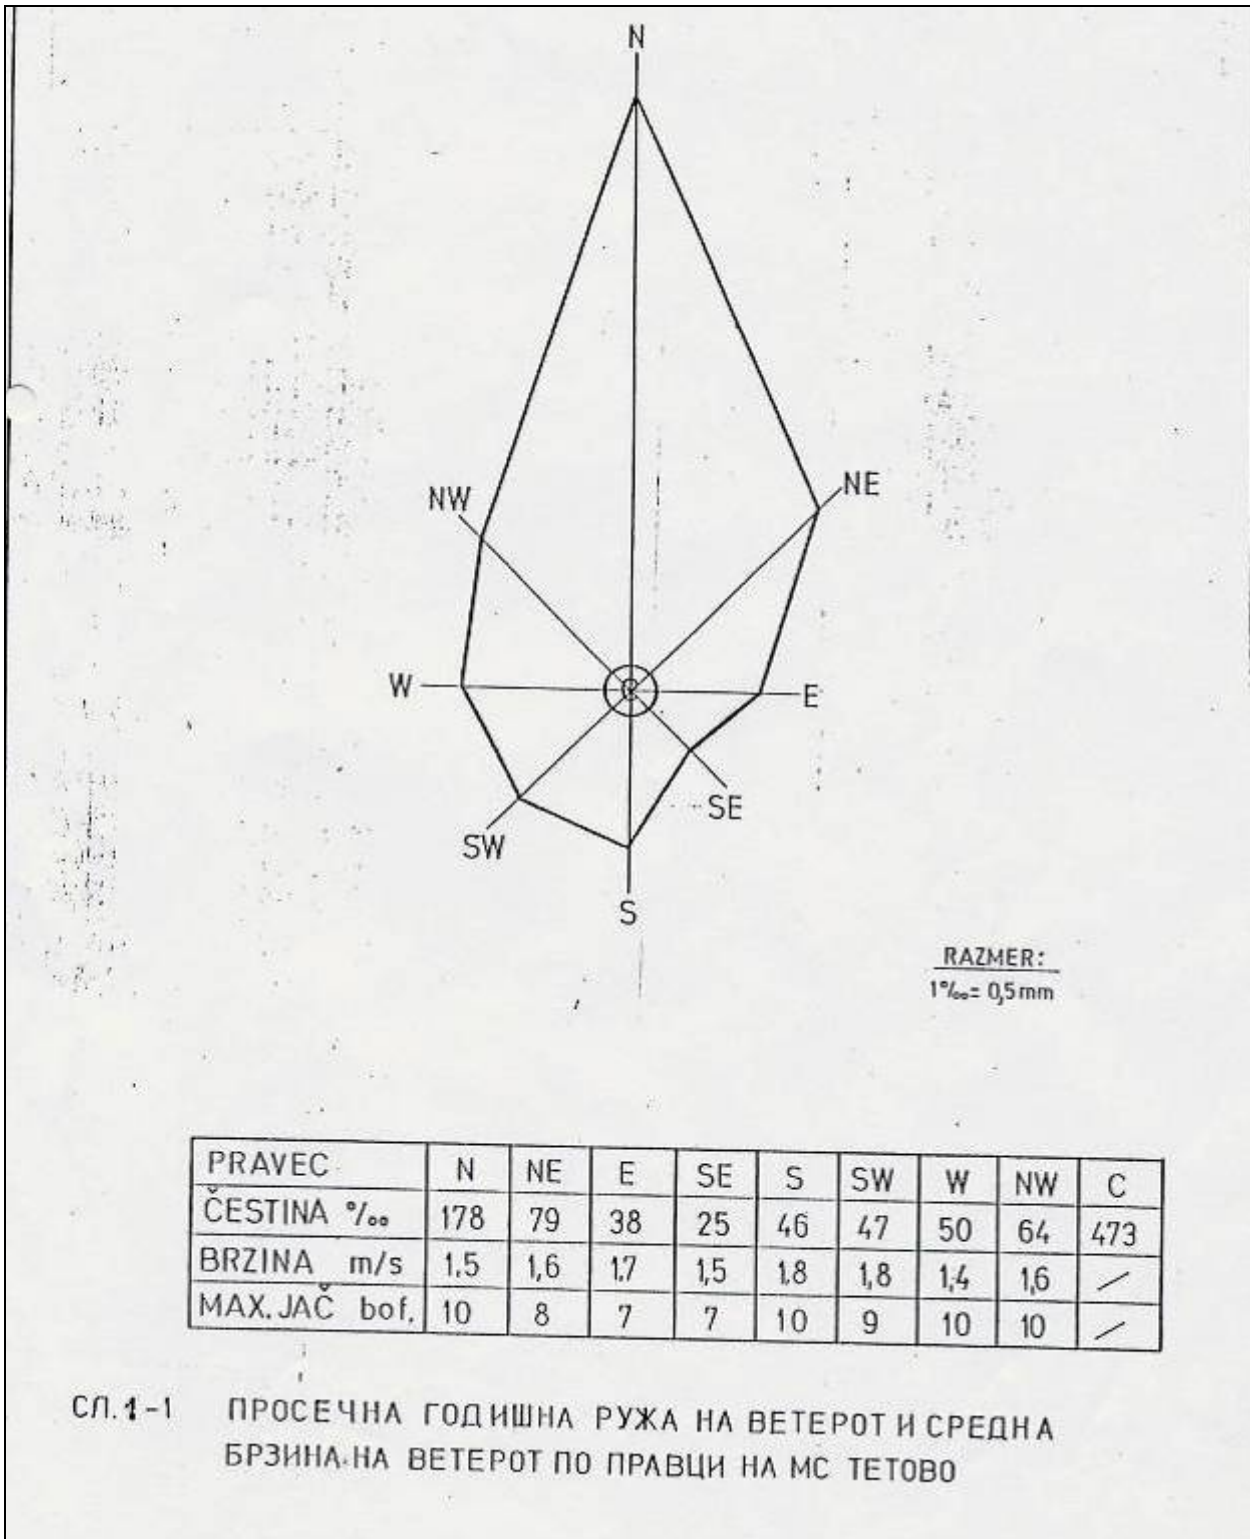 N
NW
NE
W
C
E
SW
SE
S
RAZMER:
1‰= 0,5mm
PRAVEC N NE E SE S SW W NW C
ČESTINA ‰ 178 79 38 25 46 47 50 64 473
BRZINA m/s 1,5 1,6 1,7 1,5 1,8 1,8 1,4 1,6 /
MAX.JAČ bof. 10 8 7 7 10 9 10 10 /
СЛ.1-1 ПРОСЕЧНА ГОДИШНА РУЖА НА ВЕТЕРОТ И СРЕДНА
БРЗИНА НА ВЕТЕРОТ ПО ПРАВЦИ НА МС ТЕТОВО